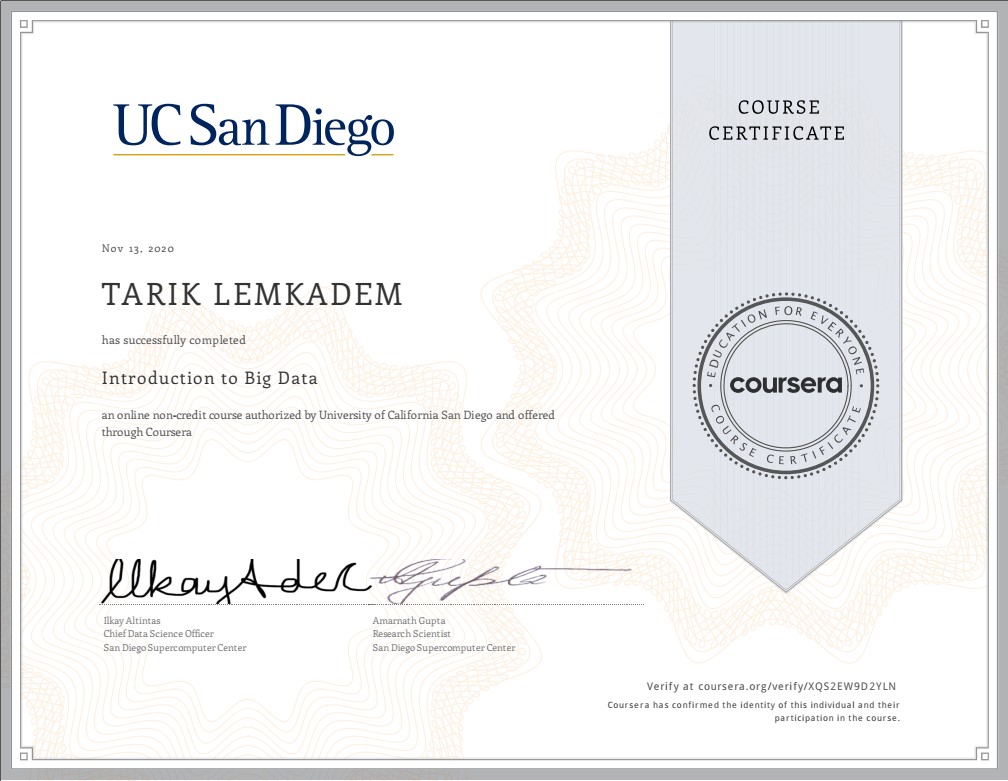 UC San Diego
COURSE
CERTIFICATE
Nov 13, 2020
TARIK LEMKADEM
has successfully completed
Introduction to Big Data
an online non-credit course authorized by University of California San Diego and offered
through Coursera
EDUCATION FOR EVERYONE
coursera
COURSE CERTIFICATE
Ilkay Altintas
Chief Data Science Officer
San Diego Supercomputer Center
Amarnath Gupta
Research Scientist
San Diego Supercomputer Center
Verify at coursera.org/verify/XQS2EW9D2YLN
Coursera has confirmed the identity of this individual and their
participation in the course.